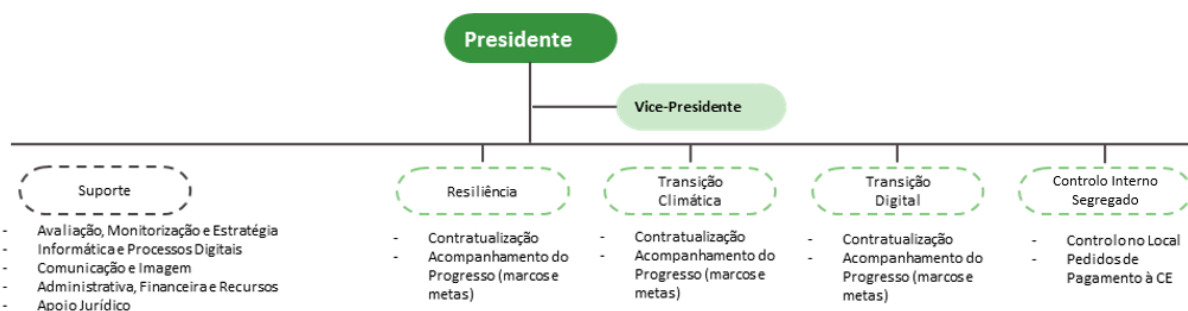 Presidente
Vice-Presidente
Suporte
- Avaliação, Monitorização e Estratégia
- Informática e Processos Digitais
- Comunicação e Imagem
- Administrativa, Financeira e Recursos
- Apoio Jurídico
Resiliência
- Contratualização
- Acompanhamento do
Progresso (marcos e
metas)
Transição
Climática
- Contratualização
- Acompanhamento do
Progresso (marcos e
metas)
Transição
Digital
- Contratualização
- Acompanhamento do
Progresso (marcos e
metas)
Controlo Interno
Segregado
- Controlo no Local
- Pedidos de
Pagamento à CE